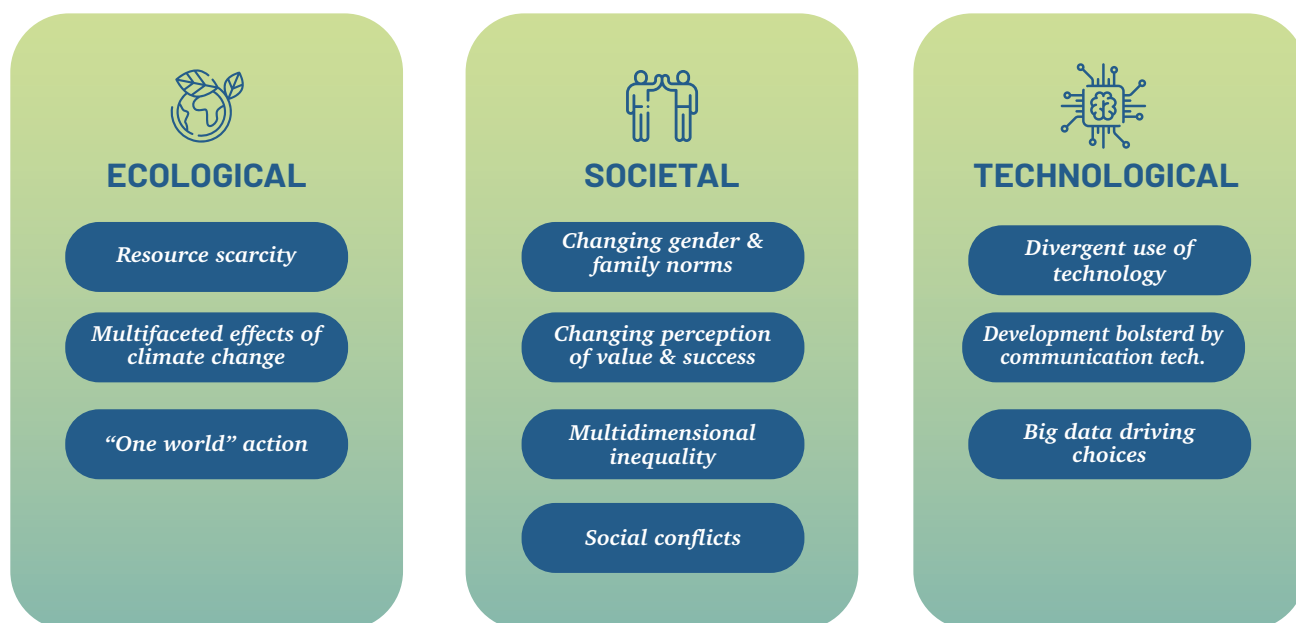 ECOLOGICAL
Resource scarcity
Multifaceted effects of
climate change
“One world” action
SOCIETAL
Changing gender &
family norms
Changing perception
of value & success
Multidimensional
inequality
Social conflicts
TECHNOLOGICAL
Divergent use of
technology
Development bolsterd by
communication tech.
Big data driving
choices